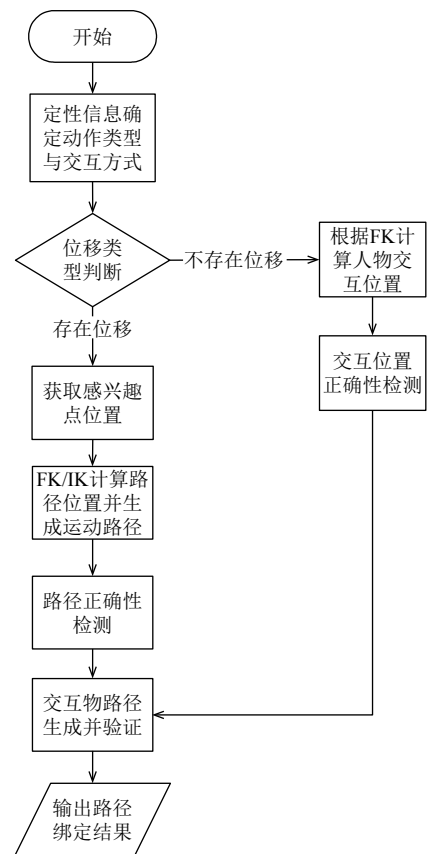 开始
定性信息确
定动作类型
与交互方式
位移类
型判断
不存在位移
根据FK计
算人物交
互位置
存在位移
交互位置
正确性检测
获取感兴趣
点位置
FK/IK计算路
径位置并生
成运动路径
路径正确性
检测
交互物路径
生成并验证
输出路径
绑定结果